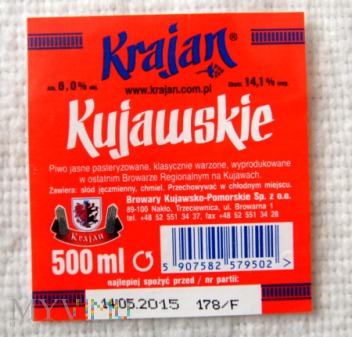 Krajan
Alk. 6,0% obj. www.krajan.com.pl Ekstr. 14,1% wag.
Kujawskie
Piwo jasne pasteryzowane, klasycznie warzone, wyprodukowane
w ostatnim Browarze Regionalnym na Kujawach.
Zawiera: słód jęczmienny, chmiel. Przechowywać w chłodnym miejscu.
Browary Kujawsko-Pomorskie Sp. z o.o.
89-100 Nakło, Trzeciewnica, ul. Browarna 1
tel. +48 52 551 34 37, fax +48 52 551 34 28
Krajan
500 ml
5 907582 579502 >
najlepiej spożyć przed / nr partii:
14.05.2015 178/F